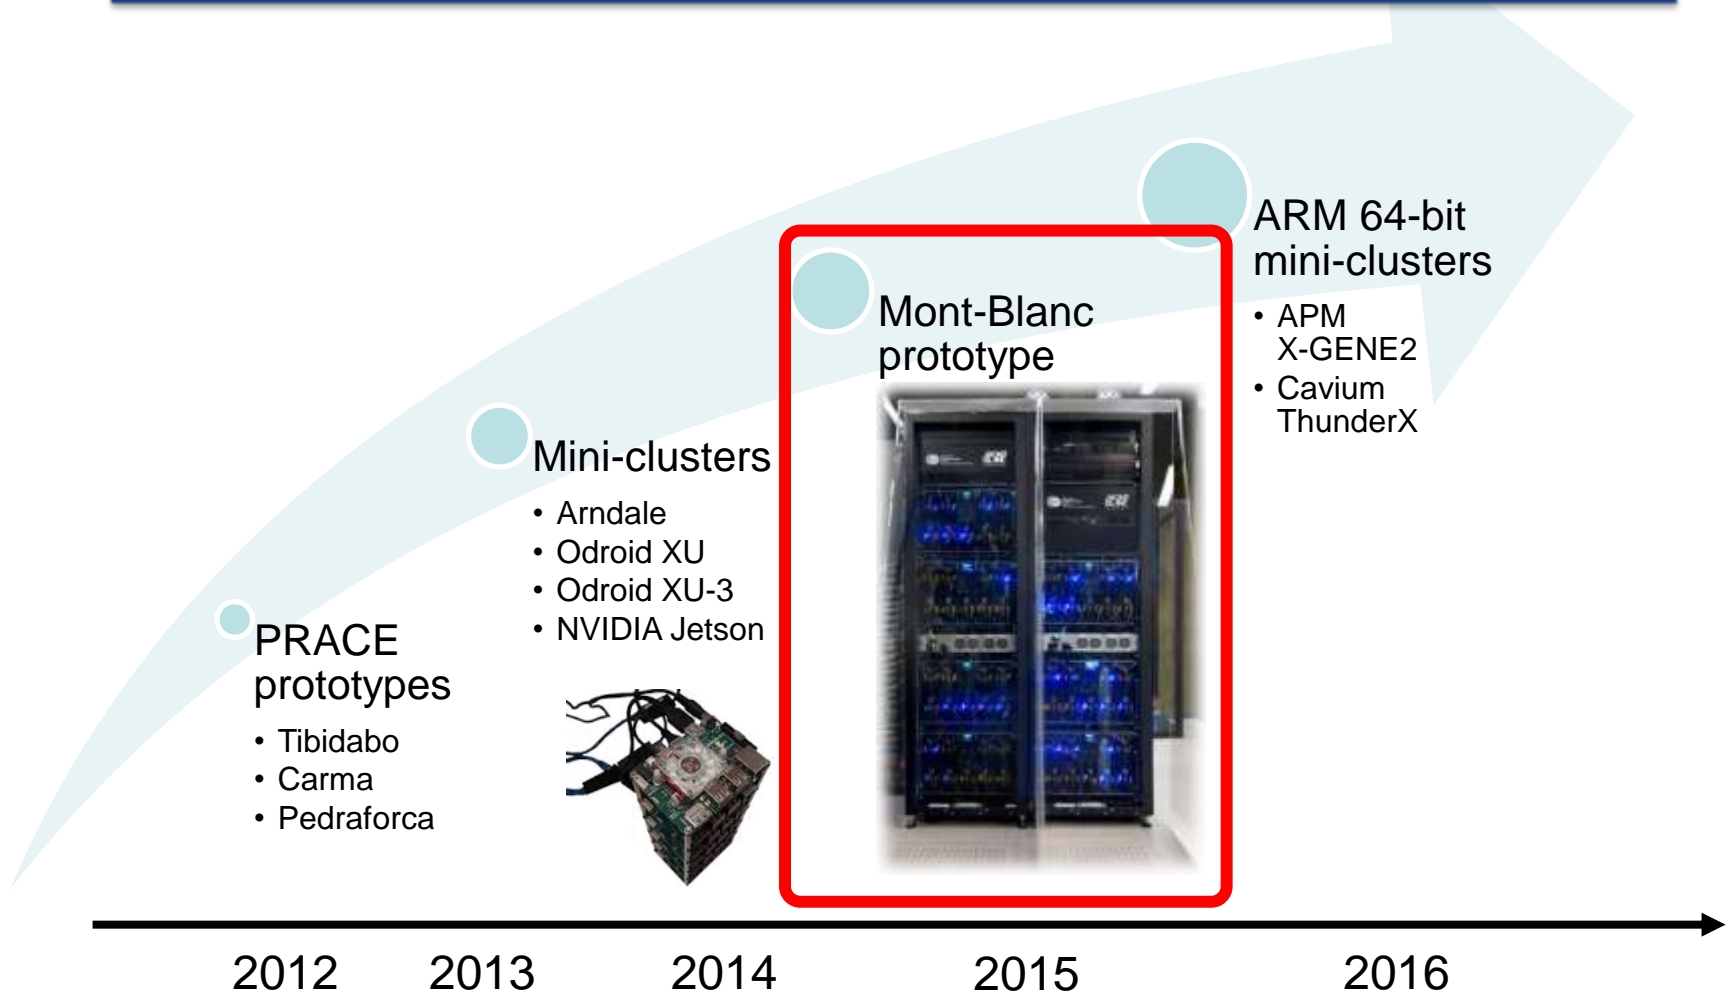 ARM 64-bit
mini-clusters
• APM
X-GENE2
• Cavium
ThunderX
Mont-Blanc
prototype
Mini-clusters
• Arndale
• Odroid XU
• Odroid XU-3
• NVIDIA Jetson
PRACE
prototypes
• Tibidabo
• Carma
• Pedraforca
2012 2013 2014 2015 2016